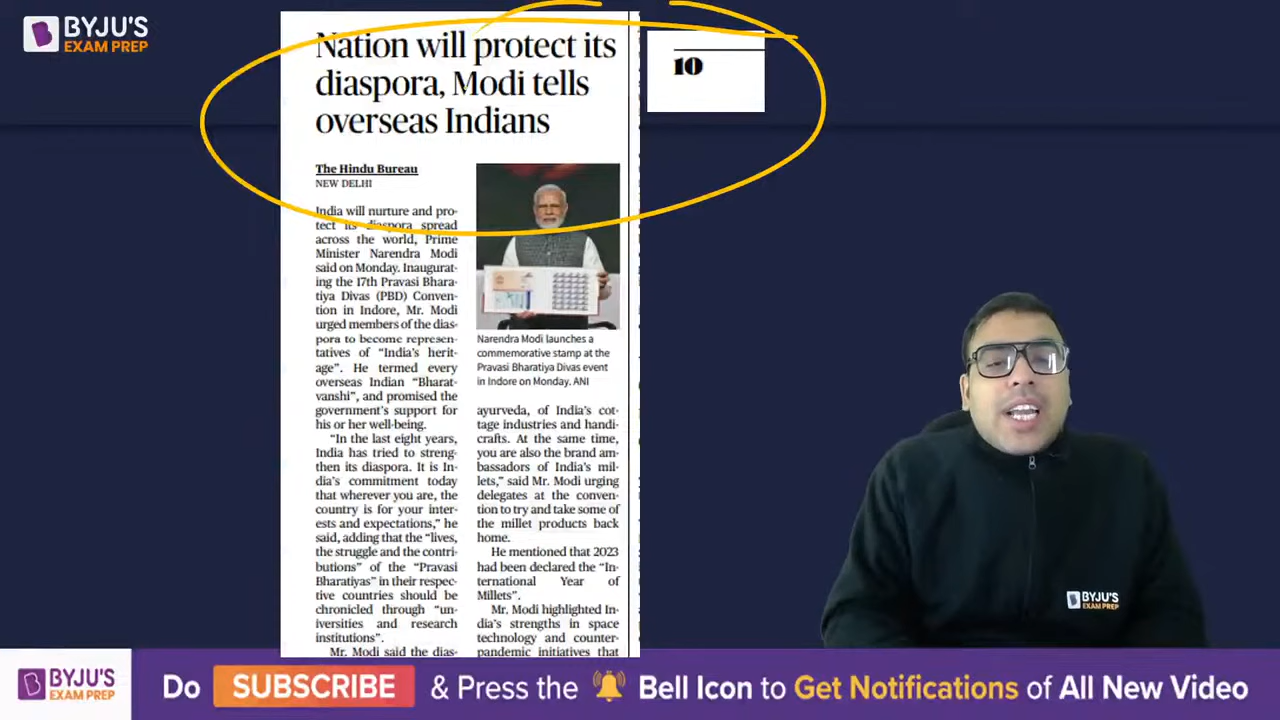 BYJU'S
EXAM PREP
Nation will protect its
diaspora, Modi tells
overseas Indians
10
The Hindu Bureau
NEW DELHI
India will nurture and pro-
tect its diaspora spread
across the world, Prime
Minister Narendra Modi
said on Monday. Inaugurat-
ing the 17th Pravasi Bhara-
tiya Divas (PBD) Conven-
tion in Indore, Mr. Modi
urged members of the dias-
pora to become represen-
tatives of “India’s herit-
age”. He termed every
overseas Indian “Bharat-
vanshi”, and promised the
government’s support for
his or her well-being.
“In the last eight years,
India has tried to streng-
then its diaspora. It is In-
dia’s commitment today
that wherever you are, the
country is for your inter-
ests and expectations,” he
said, adding that the “lives,
the struggle and the contri-
butions” of the “Pravasi
Bharatiyas” in their respec-
tive countries should be
chronicled through “un-
iversities and research
institutions”.
Mr. Modi said the dias-
Narendra Modi launches a
commemorative stamp at the
Pravasi Bharatiya Divas event
in Indore on Monday. ANI
ayurveda, of India’s cot-
tage industries and handi-
crafts. At the same time,
you are also the brand am-
bassadors of India’s mil-
lets,” said Mr. Modi urging
delegates at the conven-
tion to try and take some of
the millet products back
home.
He mentioned that 2023
had been declared the “In-
ternational Year of
Millets”.
Mr. Modi highlighted In-
dia’s strengths in space
technology and counter-
pandemic initiatives that
BYJU'S
EXAM PREP
BYJU'S
EXAM PREP
Do SUBSCRIBE & Press the Bell Icon to Get Notifications of All New Video